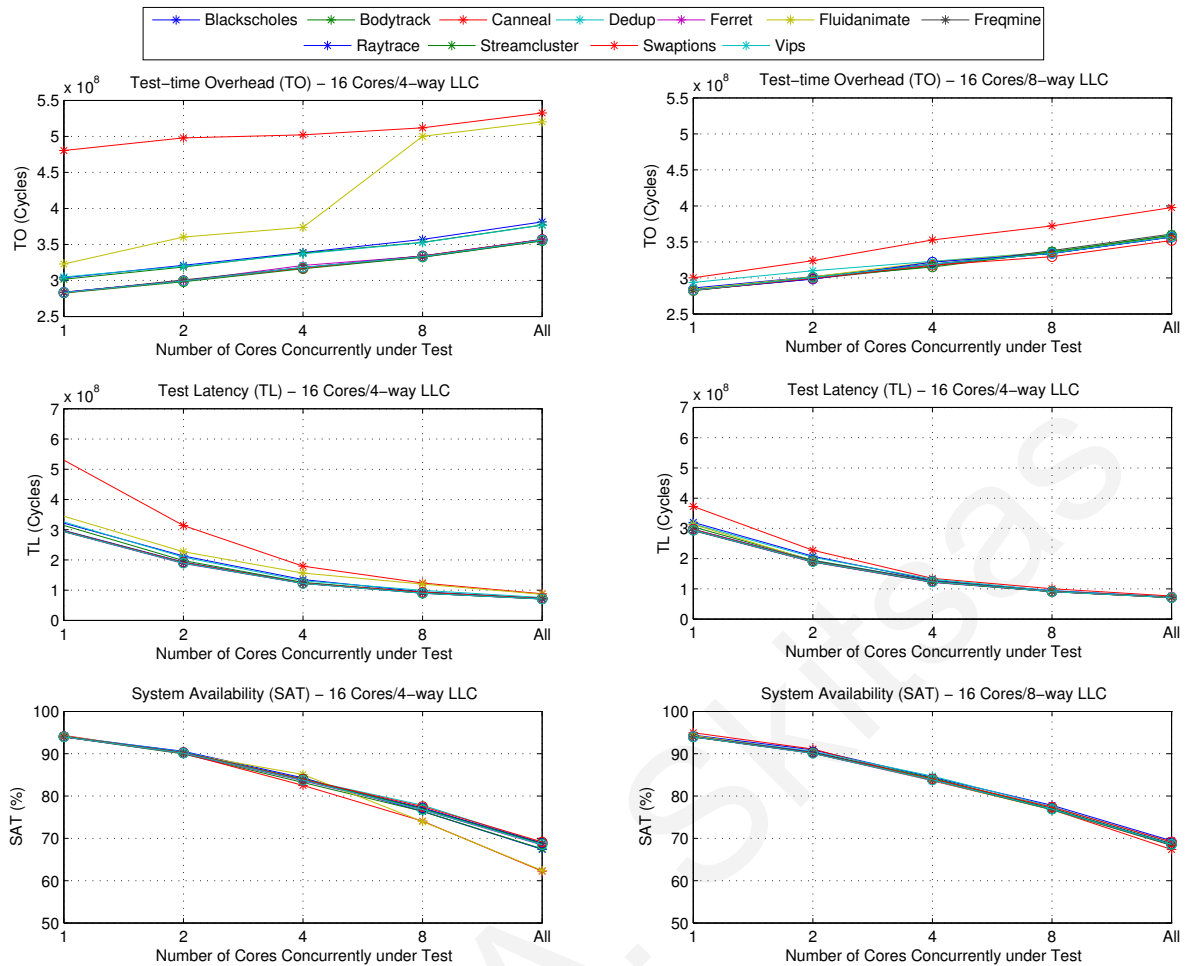 Blackscholes Bodytrack Canneal Dedup Ferret Fluidanimate Freqmine
Raytrace Streamcluster Swaptions Vips
x 10^8
Test−time Overhead (TO) − 16 Cores/4−way LLC
5.5
5
4.5
4
3.5
3
2.5
TO (Cycles)
1 2 4 8 All
Number of Cores Concurrently under Test
x 10^8
Test−time Overhead (TO) − 16 Cores/8−way LLC
5.5
5
4.5
4
3.5
3
2.5
TO (Cycles)
1 2 4 8 All
Number of Cores Concurrently under Test
x 10^8
Test Latency (TL) − 16 Cores/4−way LLC
7
6
5
4
3
2
1
0
TL (Cycles)
1 2 4 8 All
Number of Cores Concurrently under Test
x 10^8
Test Latency (TL) − 16 Cores/8−way LLC
7
6
5
4
3
2
1
0
TL (Cycles)
1 2 4 8 All
Number of Cores Concurrently under Test
System Availability (SAT) − 16 Cores/4−way LLC
100
90
80
70
60
50
SAT (%)
1 2 4 8 All
Number of Cores Concurrently under Test
System Availability (SAT) − 16 Cores/8−way LLC
100
90
80
70
60
50
SAT (%)
1 2 4 8 All
Number of Cores Concurrently under Test
A. Skitsas